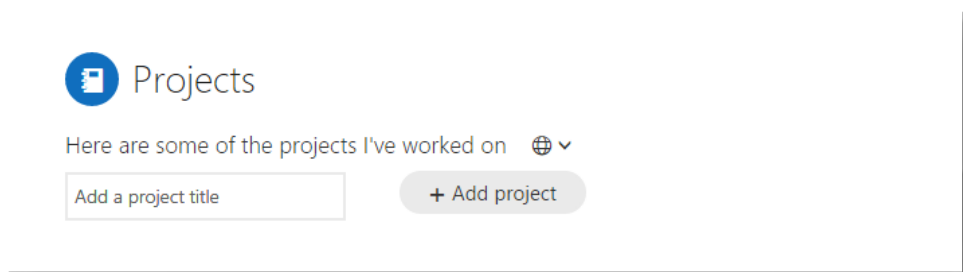 Projects
Here are some of the projects I've worked on
Add a project title
+ Add project